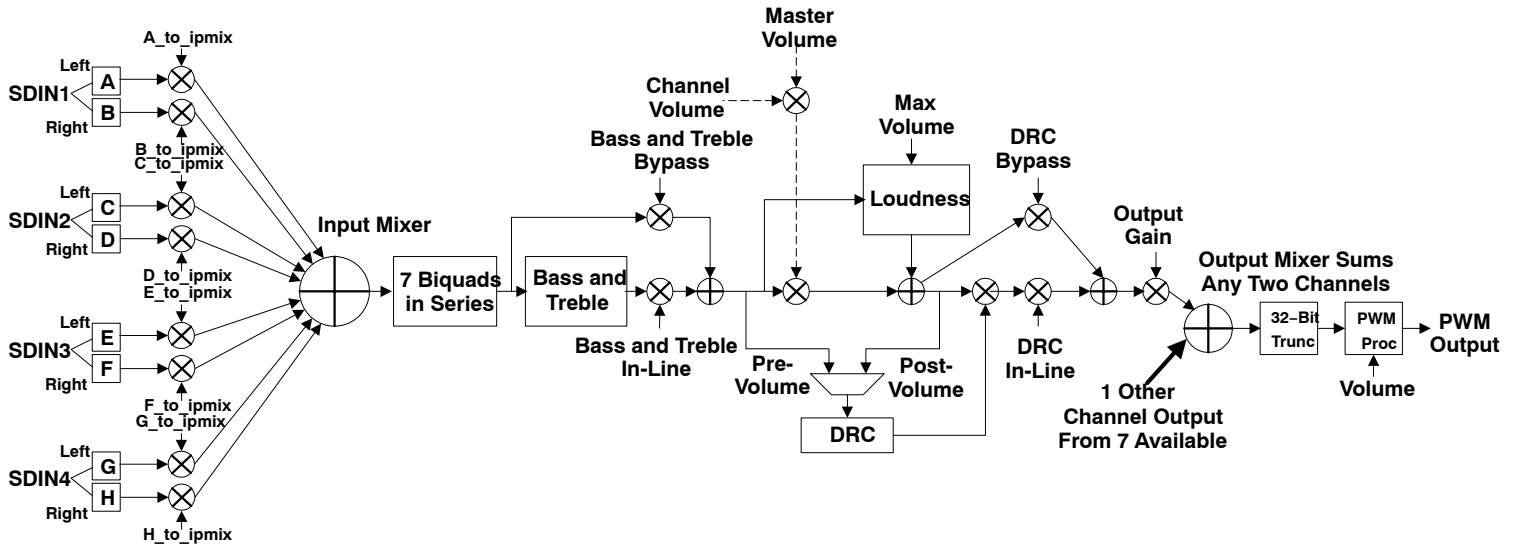 A_to_ipmix
Left
SDIN1
A
B
Right
B_to_ipmix
C_to_ipmix
Left
SDIN2
C
D
Right
D_to_ipmix
E_to_ipmix
Left
SDIN3
E
F
Right
F_to_ipmix
G_to_ipmix
Left
SDIN4
G
H
Right
H_to_ipmix
Input Mixer
7 Biquads
in Series
Bass and
Treble
Bass and Treble
Bypass
Bass and Treble
In-Line
Master
Volume
Channel
Volume
Max
Volume
Loudness
Pre-
Volume
Post-
Volume
DRC
DRC
Bypass
DRC
In-Line
Output
Gain
Output Mixer Sums
Any Two Channels
1 Other
Channel Output
From 7 Available
32−Bit
Trunc
PWM
Proc
Volume
PWM
Output